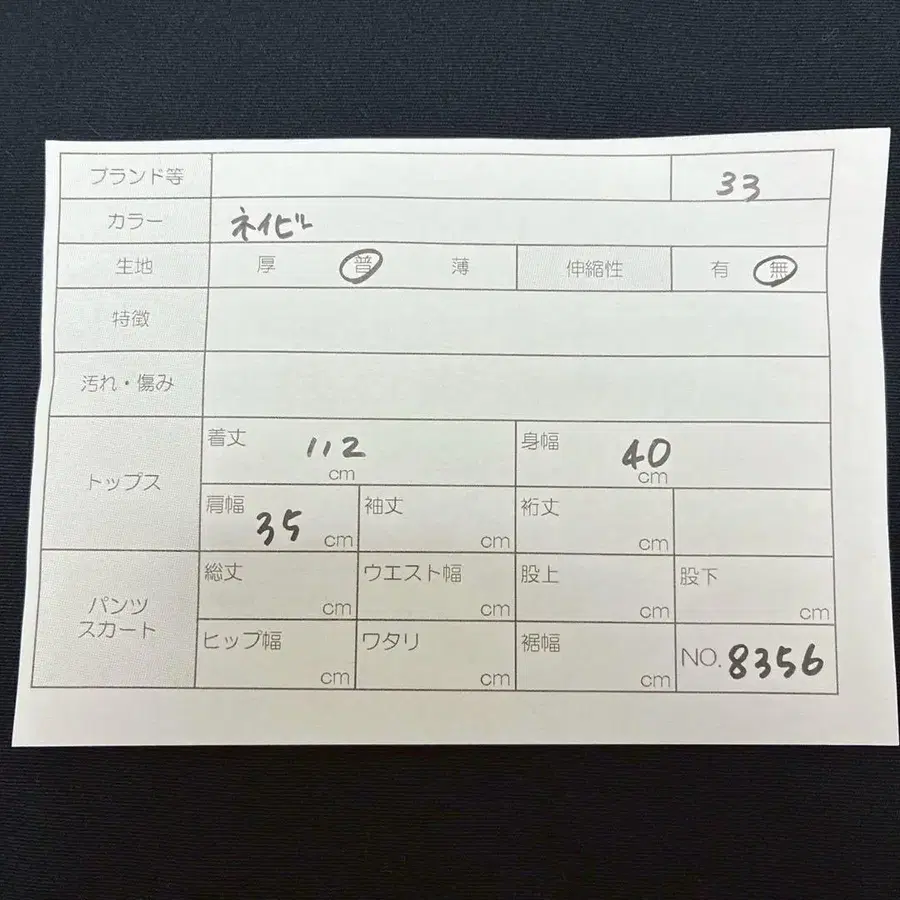 ブランド等 33
カラー ネイビー
生地 厚 普 薄 伸縮性 有 無
特徴
汚れ・傷み
トップス
着丈 112 cm 身幅 40 cm
肩幅 35 cm 袖丈 cm 裄丈 cm
パンツ
スカート
総丈 cm ウエスト幅 cm 股上 cm 股下 cm
ヒップ幅 cm ワタリ cm 裾幅 cm NO. 8356